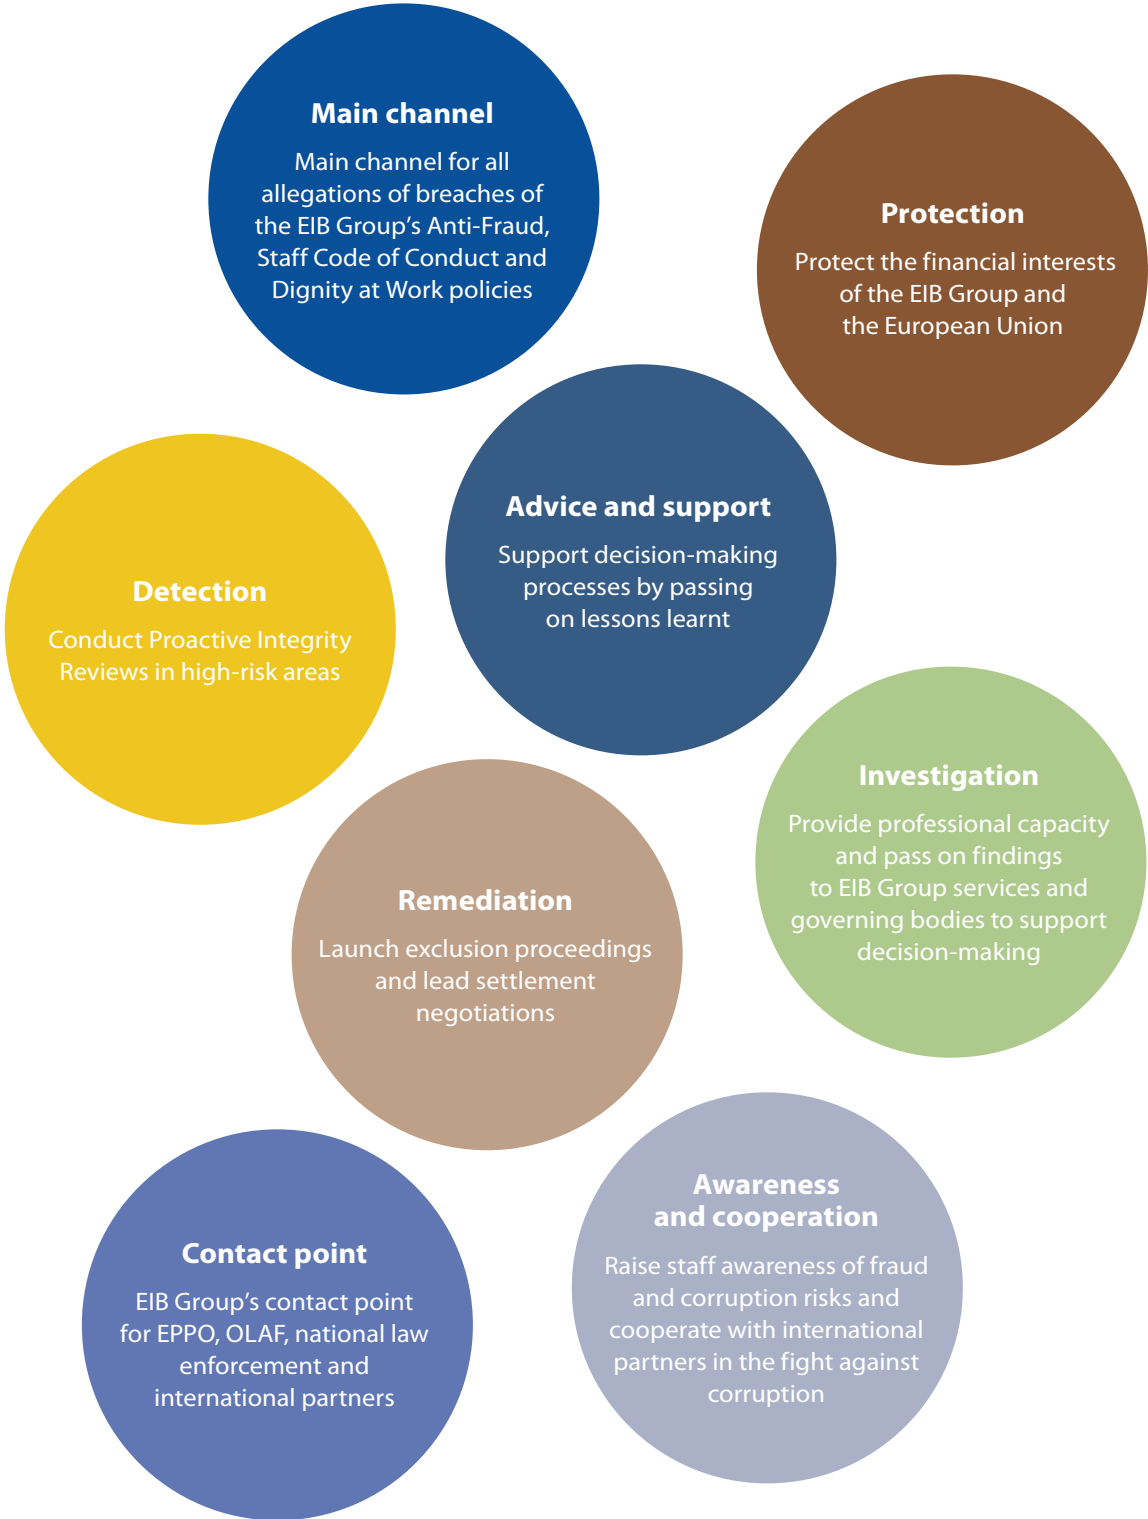 Main channel
Main channel for all
allegations of breaches of
the EIB Group’s Anti-Fraud,
Staff Code of Conduct and
Dignity at Work policies
Protection
Protect the financial interests
of the EIB Group and
the European Union
Advice and support
Support decision-making
processes by passing
on lessons learnt
Detection
Conduct Proactive Integrity
Reviews in high-risk areas
Investigation
Provide professional capacity
and pass on findings
to EIB Group services and
governing bodies to support
decision-making
Remediation
Launch exclusion proceedings
and lead settlement
negotiations
Awareness
and cooperation
Raise staff awareness of fraud
and corruption risks and
cooperate with international
partners in the fight against
corruption
Contact point
EIB Group’s contact point
for EPPO, OLAF, national law
enforcement and
international partners